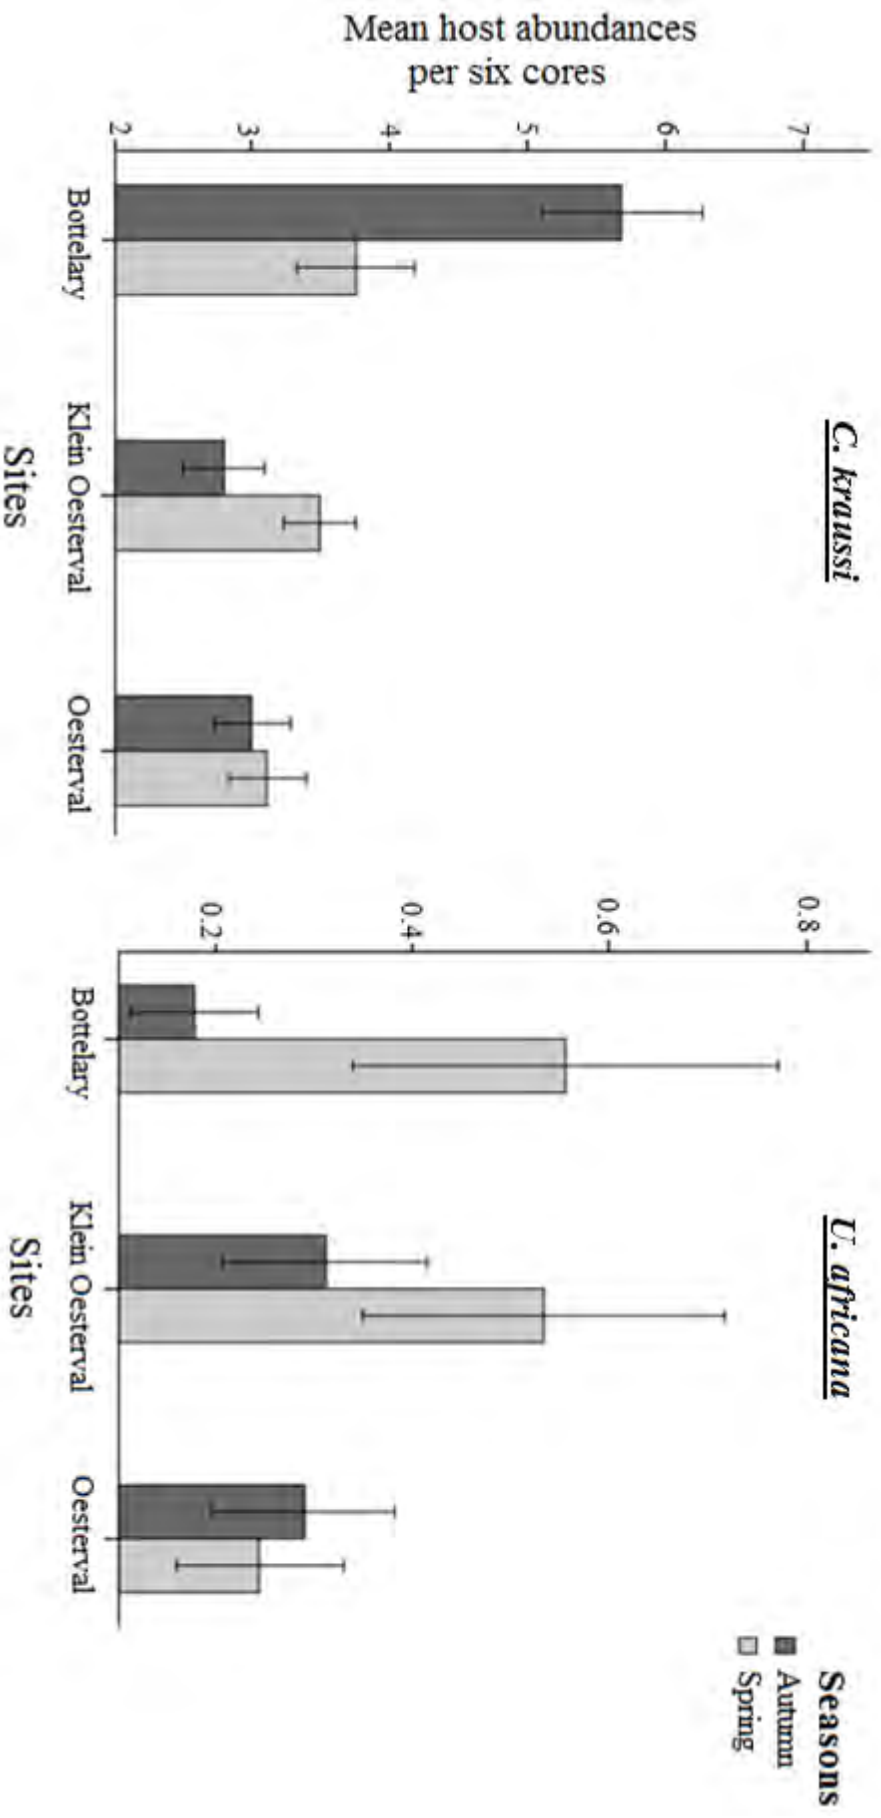 Mean host abundances
per six cores
C. kraussi
7
6
5
4
3
2
Bottelary
Klein Oesterval
Oesterval
Sites
U. africana
0.8
0.6
0.4
0.2
Bottelary
Klein Oesterval
Oesterval
Sites
Seasons
Autumn
Spring